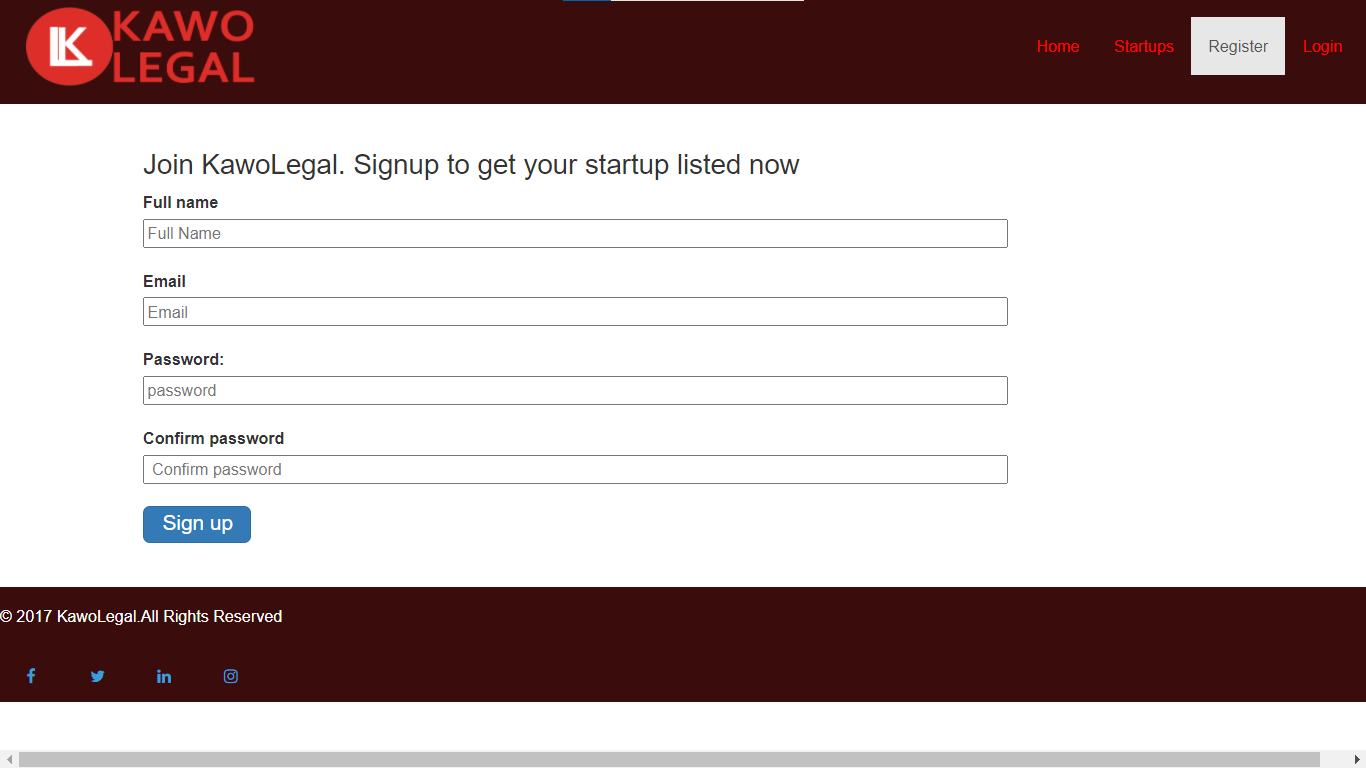 KAWO
LEGAL
Home Startups Register Login
Join KawoLegal. Signup to get your startup listed now
Full name
Full Name
Email
Email
Password:
password
Confirm password
Confirm password
Sign up
© 2017 KawoLegal.All Rights Reserved